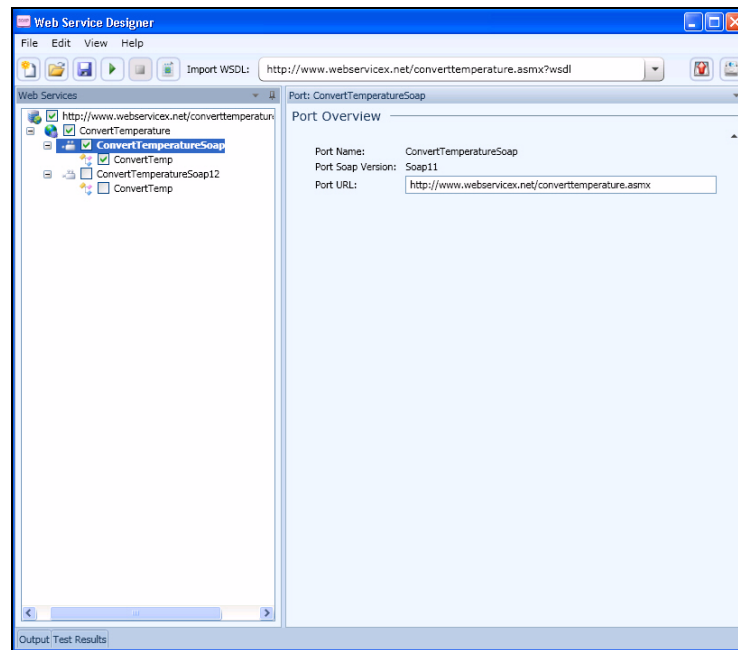 Web Service Designer
File Edit View Help
Import WSDL: http://www.webservicex.net/converttemperature.asmx?wsdl
Web Services
Port: ConvertTemperatureSoap
http://www.webservicex.net/converttemperatur
ConvertTemperature
ConvertTemperatureSoap
ConvertTemp
ConvertTemperatureSoap12
ConvertTemp
Port Overview
Port Name: ConvertTemperatureSoap
Port Soap Version: Soap11
Port URL: http://www.webservicex.net/converttemperature.asmx
Output Test Results